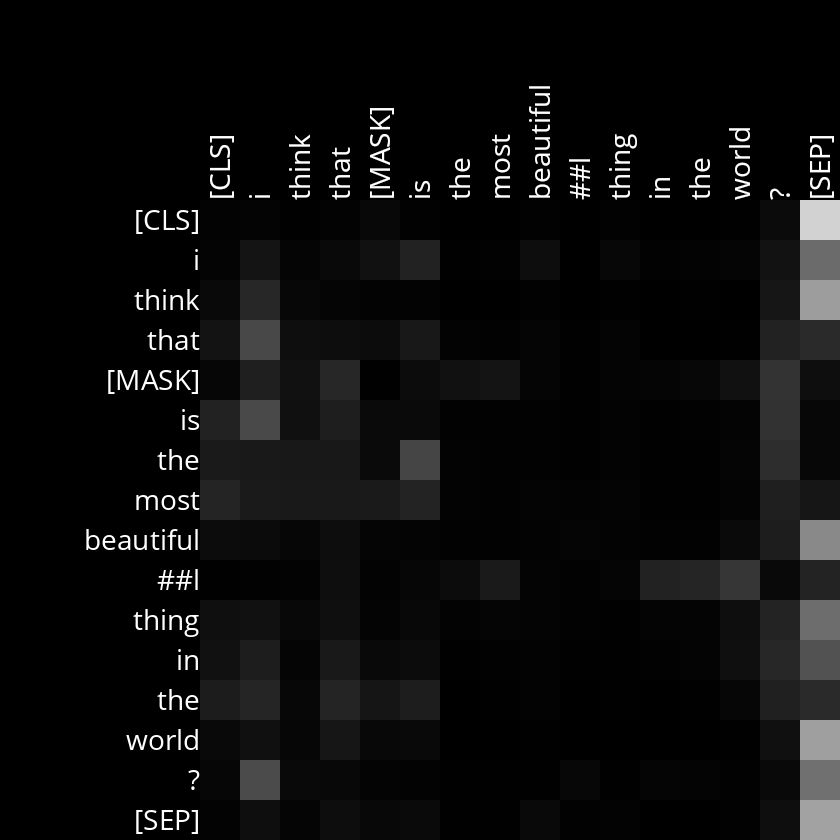 [CLS] i think that [MASK] is the most beautiful ##l thing in the world ? [SEP]
[CLS]
i
think
that
[MASK]
is
the
most
beautiful
##l
thing
in
the
world
?
[SEP]